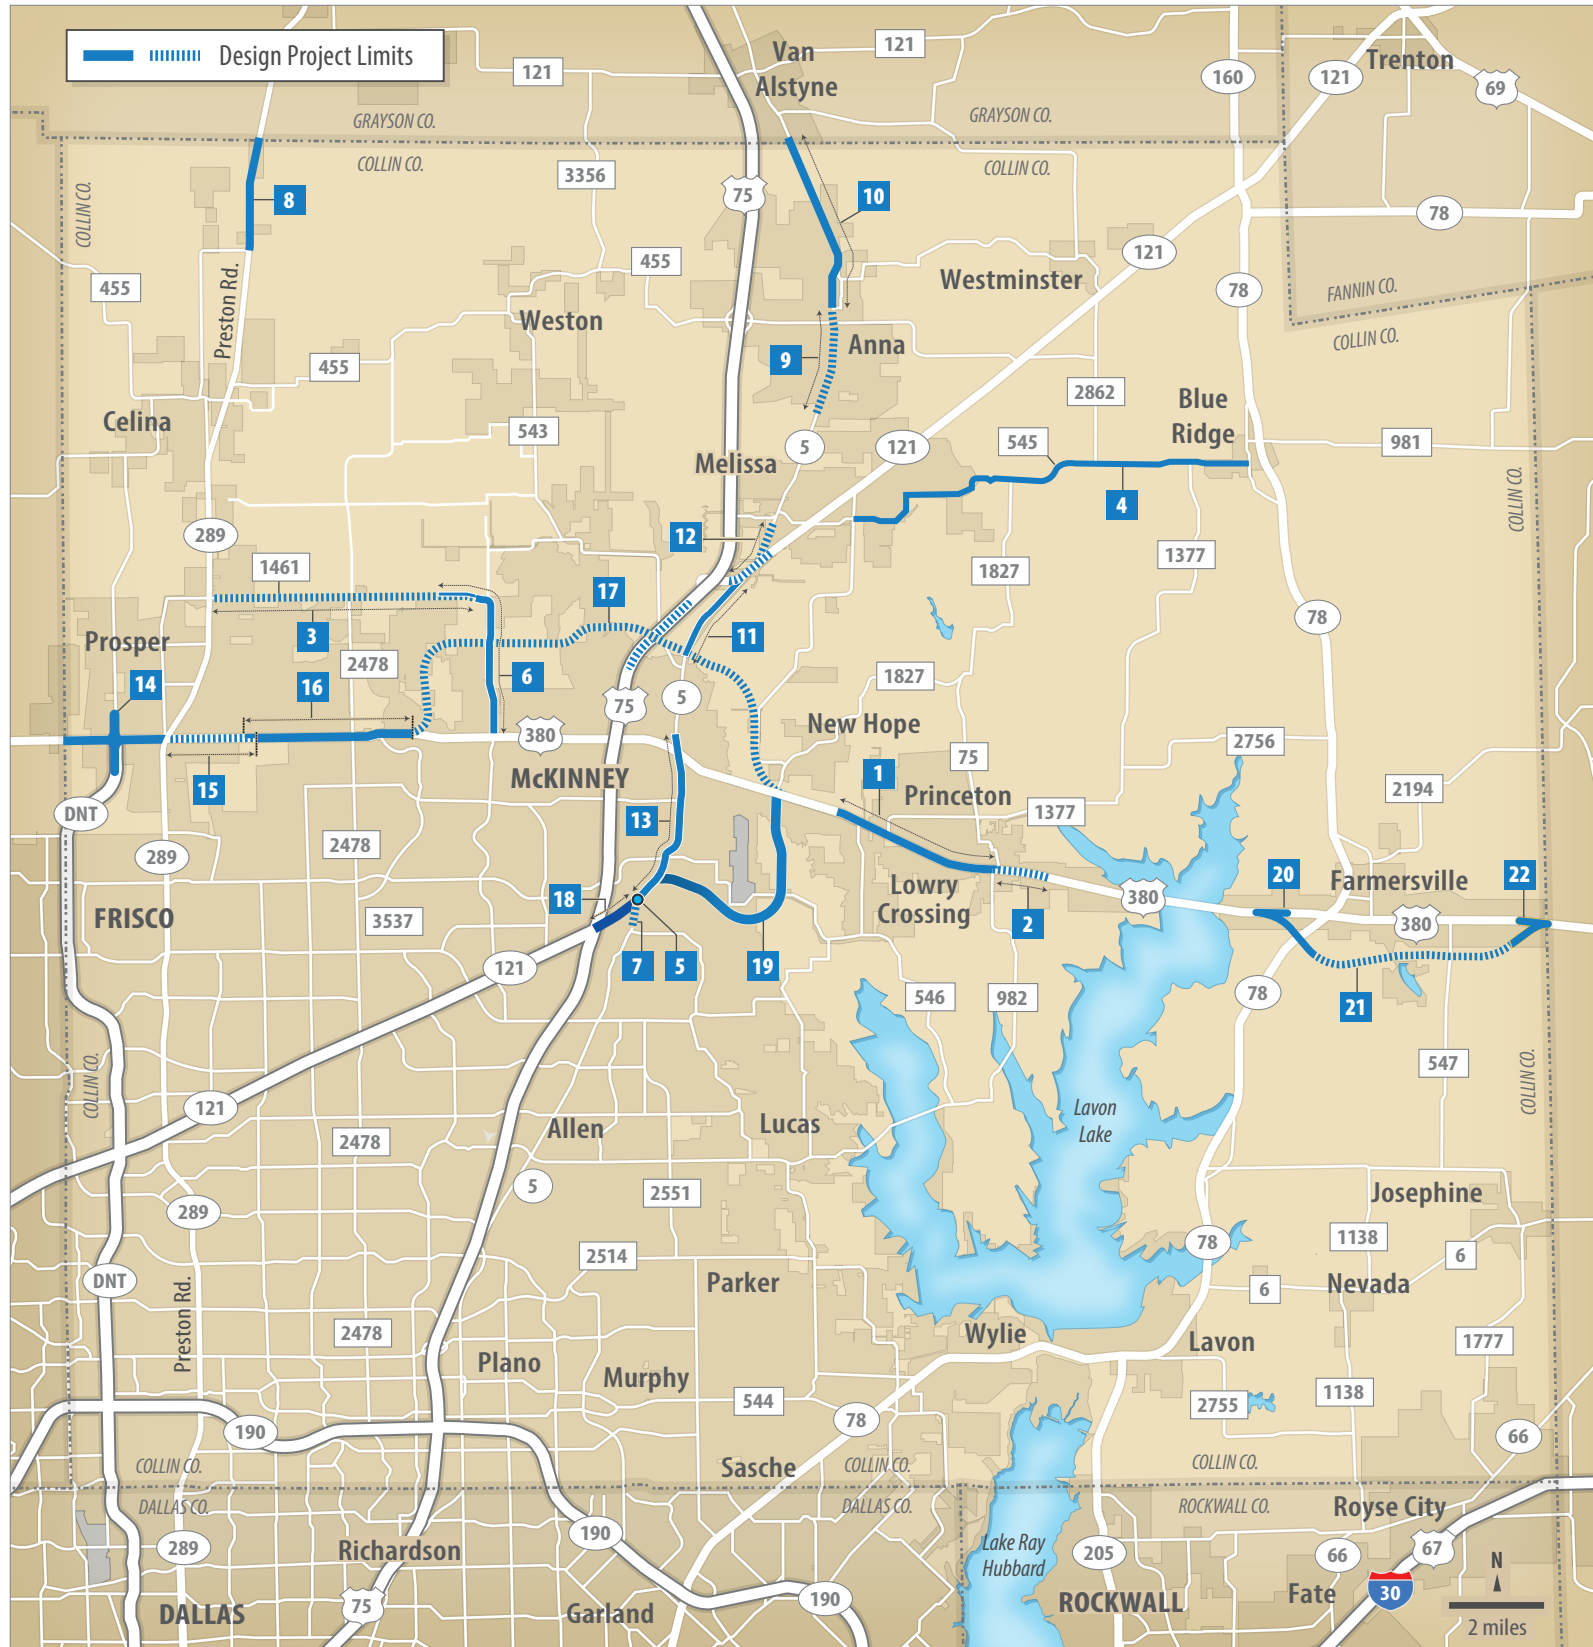 Design Project Limits
Van
Alstyne
121
121
160
121
Trenton
69
GRAYSON CO.
GRAYSON CO.
COLLIN CO.
COLLIN CO.
3356
75
8
10
COLLIN CO.
78
121
455
455
Westminster
78
FANNIN CO.
COLLIN CO.
Preston Rd.
Weston
9
Anna
455
2862
Celina
543
Blue
Ridge
5
121
545
981
Melissa
4
COLLIN CO.
289
12
1461
1827
1377
17
3
11
78
Prosper
2478
14
16
6
1827
75
5
New Hope
380
2756
75
McKINNEY
1
15
Princeton
2194
DNT
1377
13
2478
289
20
Farmersville
22
18
Lowry
Crossing
380
FRISCO
3537
2
380
121
7
5
19
546
982
78
21
547
COLLIN CO.
COLLIN CO.
121
Lavon
Lake
Allen
Lucas
2478
5
2551
Josephine
289
1138
78
2514
6
DNT
Parker
6
Nevada
Preston Rd.
2478
Wylie
Lavon
1777
Plano
Murphy
544
2755
1138
78
190
66
COLLIN CO.
Sasche
COLLIN CO.
COLLIN CO.
DALLAS CO.
DALLAS CO.
ROCKWALL CO.
Royse City
190
289
Richardson
Lake Ray
Hubbard
205
66
67
N
75
190
30
DALLAS
Garland
ROCKWALL
Fate
2 miles